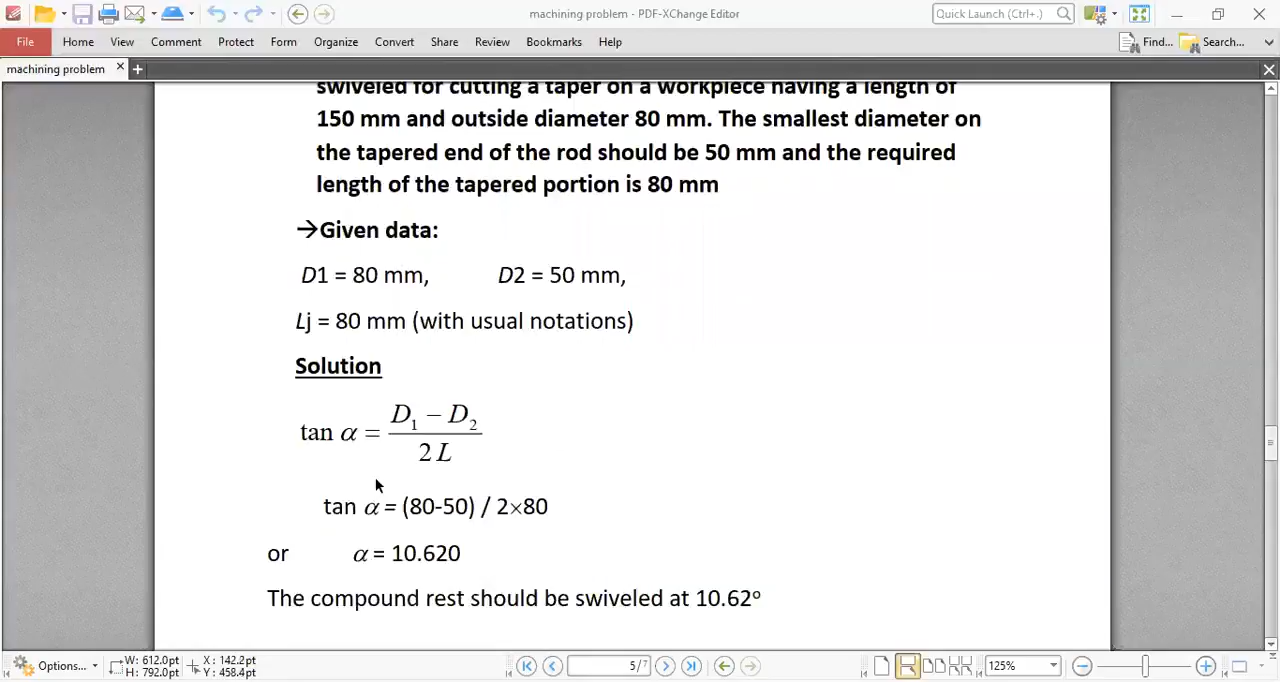 machining problem - PDF-XChange Editor
Quick Launch (Ctrl+.)
File Home View Comment Protect Form Organize Convert Share Review Bookmarks Help Find... Search...
machining problem
swiveled for cutting a taper on a workpiece having a length of
150 mm and outside diameter 80 mm. The smallest diameter on
the tapered end of the rod should be 50 mm and the required
length of the tapered portion is 80 mm
→Given data:
D1 = 80 mm, D2 = 50 mm,
Lj = 80 mm (with usual notations)
Solution
tan α = (D₁ − D₂) / 2 L
tan α = (80-50) / 2×80
or α = 10.620
The compound rest should be swiveled at 10.62°
Options... W: 612.0pt X: 142.2pt 5/7 125%
H: 792.0pt Y: 458.4pt